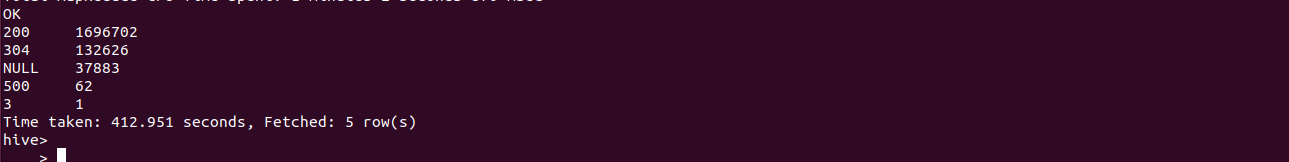 OK
200 1696702
304 132626
NULL 37883
500 62
3 1
Time taken: 412.951 seconds, Fetched: 5 row(s)
hive>
>